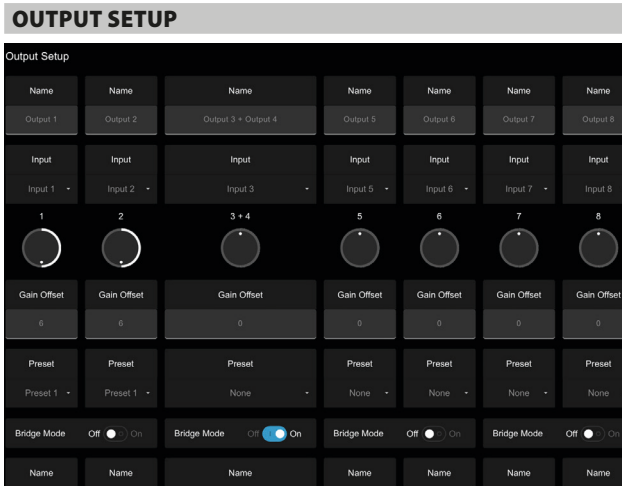 OUTPUT SETUP
Output Setup
Name Name Name Name Name Name Name
Output 1 Output 2 Output 3 + Output 4 Output 5 Output 6 Output 7 Output 8
Input Input Input Input Input Input Input
Input 1 Input 2 Input 3 Input 5 Input 6 Input 7 Input 8
1 2 3 + 4 5 6 7 8
Gain Offset Gain Offset Gain Offset Gain Offset Gain Offset Gain Offset Gain Offset
6 6 0 0 0 0 0
Preset Preset Preset Preset Preset Preset Preset
Preset 1 Preset 1 None None None None None
Bridge Mode Off On Bridge Mode Off On Bridge Mode Off On Bridge Mode Off On
Name Name Name Name Name Name Name